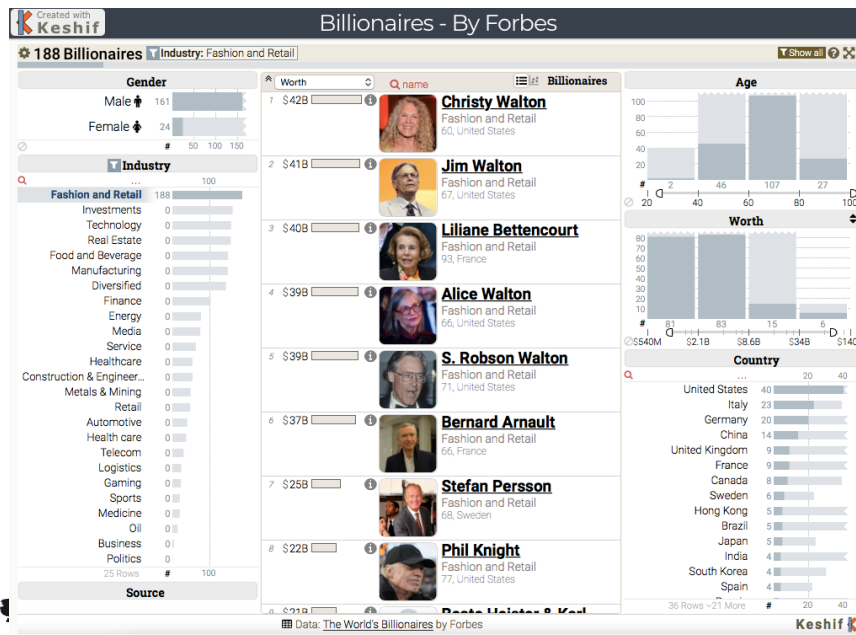 Created with
Keshif
Billionaires - By Forbes
188 Billionaires Industry: Fashion and Retail
Show all
Gender
Male 161
Female 24
# 50 100 150
Industry
... 100
Fashion and Retail 188
Investments 0
Technology 0
Real Estate 0
Food and Beverage 0
Manufacturing 0
Diversified 0
Finance 0
Energy 0
Media 0
Service 0
Healthcare 0
Construction & Engineer... 0
Metals & Mining 0
Retail 0
Automotive 0
Health care 0
Telecom 0
Logistics 0
Gaming 0
Sports 0
Medicine 0
Oil 0
Business 0
Politics 0
25 Rows # 100
Source
Worth
name
Billionaires
1 $42B
Christy Walton
Fashion and Retail
60, United States
2 $41B
Jim Walton
Fashion and Retail
67, United States
3 $40B
Liliane Bettencourt
Fashion and Retail
93, France
4 $39B
Alice Walton
Fashion and Retail
66, United States
5 $39B
S. Robson Walton
Fashion and Retail
71, United States
6 $37B
Bernard Arnault
Fashion and Retail
66, France
7 $25B
Stefan Persson
Fashion and Retail
68, Sweden
8 $22B
Phil Knight
Fashion and Retail
77, United States
Age
100
80
60
40
20
# 2 46 107 27
20 40 60 80 100
Worth
80
70
60
50
40
30
20
10
# 81 83 15 6
$540M $2.1B $8.6B $34B $140
Country
... 20 40
United States 40
Italy 23
Germany 20
China 14
United Kingdom 9
France 9
Canada 8
Sweden 6
Hong Kong 5
Brazil 5
Japan 5
India 4
South Korea 4
Spain 4
36 Rows ~21 More # 20 40
Data: The World's Billionaires by Forbes
Keshif